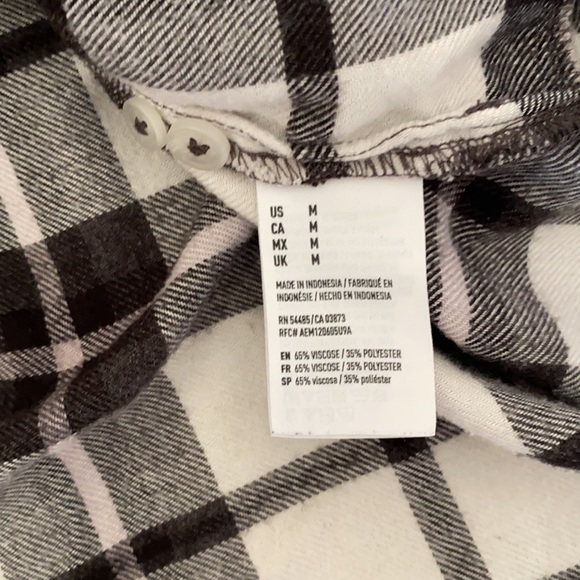 US M
CA M
MX M
UK M
MADE IN INDONESIA / FABRIQUÉ EN
INDONÉSIE / HECHO EN INDONESIA
RN 54485/CA 03873
RFC# AEM120605U9A
EN 65% VISCOSE / 35% POLYESTER
FR 65% VISCOSE / 35% POLYESTER
SP 65% viscosa / 35% poliéster